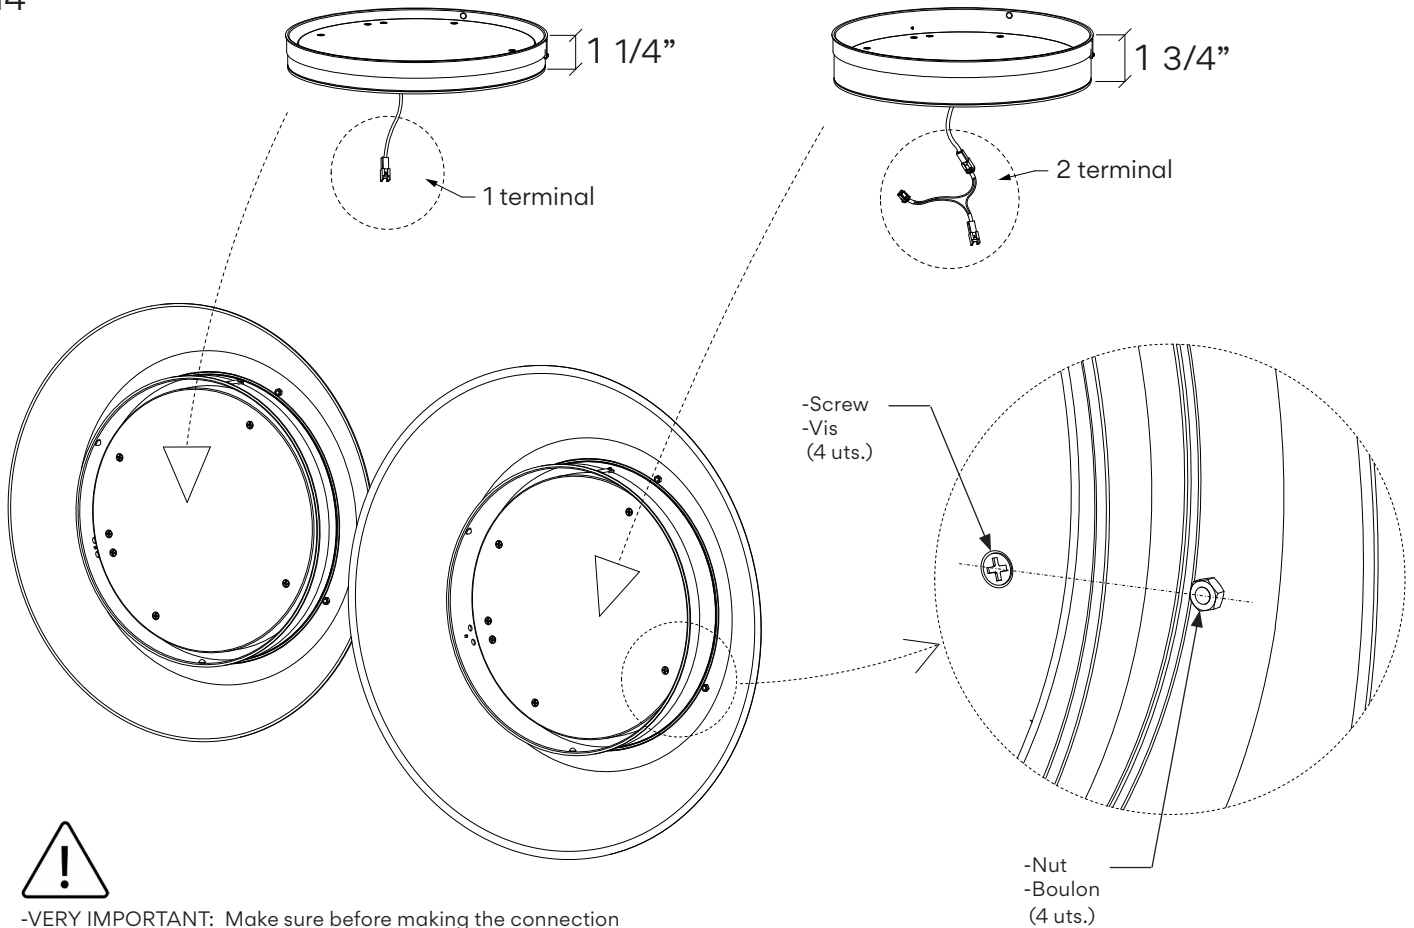 1 1/4”
1 3/4”
1 terminal
2 terminal
-Screw
-Vis
(4 uts.)
-Nut
-Boulon
(4 uts.)
-VERY IMPORTANT: Make sure before making the connection